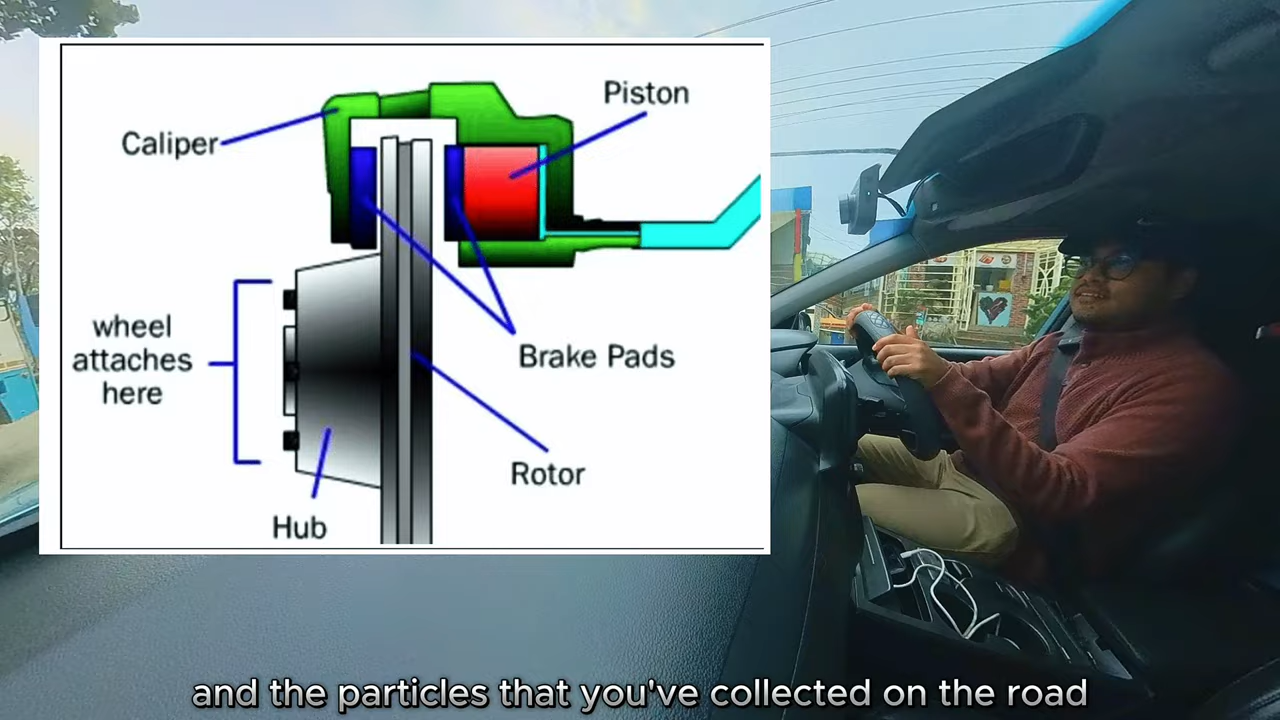 Piston
Caliper
wheel
attaches
here
Brake Pads
Rotor
Hub
and the particles that you've collected on the road